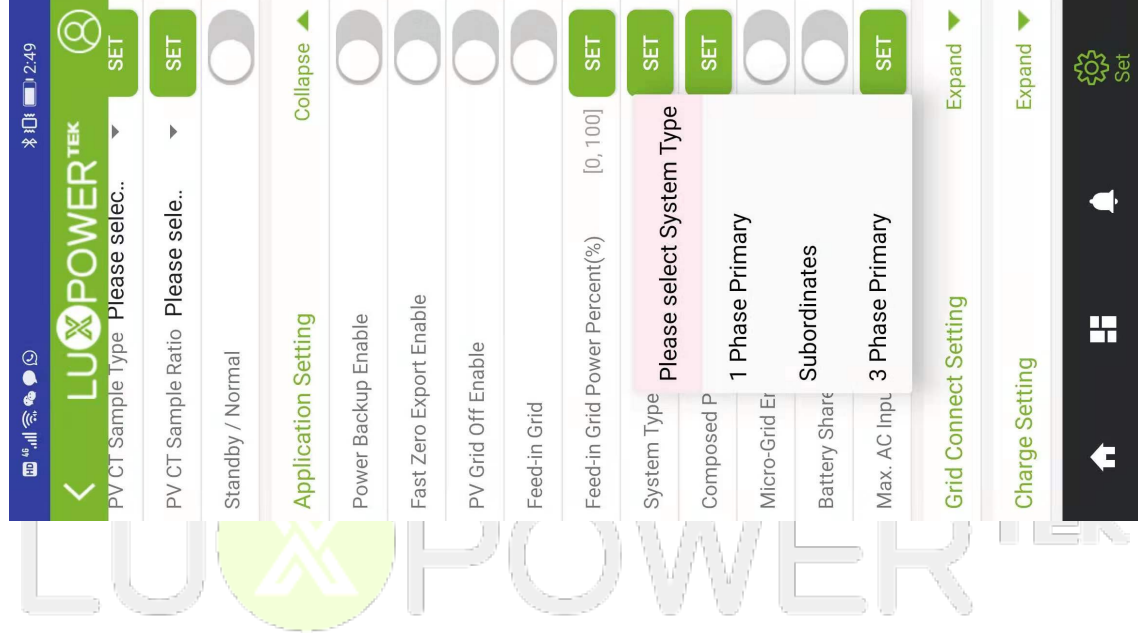 HD 4G 2:49
LUXPOWERTEK
PV CT Sample Type Please selec.. SET
PV CT Sample Ratio Please sele.. SET
Standby / Normal
Application Setting Collapse
Power Backup Enable
Fast Zero Export Enable
PV Grid Off Enable
Feed-in Grid
Feed-in Grid Power Percent(%) [0, 100] SET
System Type SET
Please select System Type
1 Phase Primary
Subordinates
3 Phase Primary
Composed P SET
Micro-Grid Er
Battery Share
Max. AC Inpu SET
Grid Connect Setting Expand
Charge Setting Expand
Set
LUXPOWERTEK